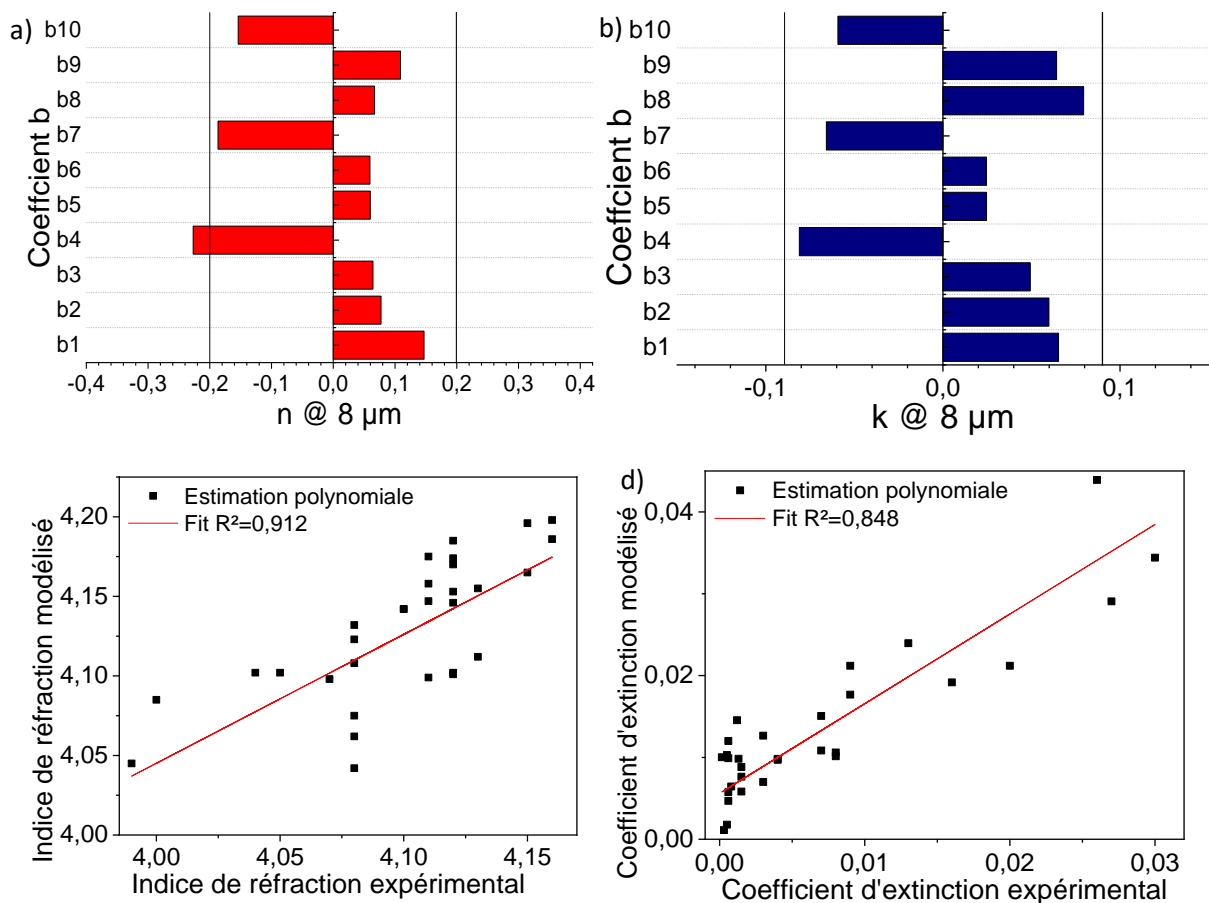 a)
b10
b9
b8
b7
b6
b5
b4
b3
b2
b1
Coeffcient b
-0,4 -0,3 -0,2 -0,1 0,0 0,1 0,2 0,3 0,4
n @ 8 µm
b)
b10
b9
b8
b7
b6
b5
b4
b3
b2
b1
Coeffcient b
-0,1 0,0 0,1
k @ 8 µm
Estimation polynomiale
Fit R²=0,912
4,20
4,15
4,10
4,05
4,00
Indice de réfraction modélisé
4,00 4,05 4,10 4,15
Indice de réfraction expérimental
d)
Estimation polynomiale
Fit R²=0,848
0,04
0,02
0,00
Coefficient d'extinction modélisé
0,00 0,01 0,02 0,03
Coefficient d'extinction expérimental